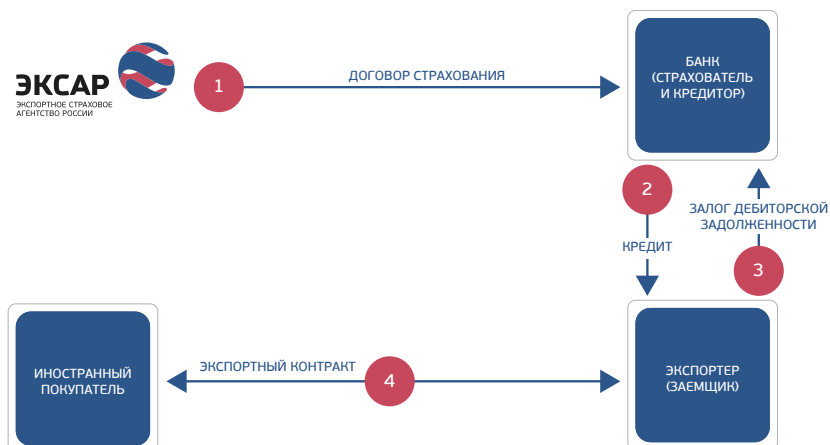 ЭКСАР
ЭКСПОРТНОЕ СТРАХОВОЕ
АГЕНТСТВО РОССИИ
1
ДОГОВОР СТРАХОВАНИЯ
БАНК
(СТРАХОВАТЕЛЬ
И КРЕДИТОР)
2
КРЕДИТ
ЗАЛОГ ДЕБИТОРСКОЙ
ЗАДОЛЖЕННОСТИ
3
ИНОСТРАННЫЙ
ПОКУПАТЕЛЬ
ЭКСПОРТНЫЙ КОНТРАКТ
4
ЭКСПОРТЕР
(ЗАЕМЩИК)